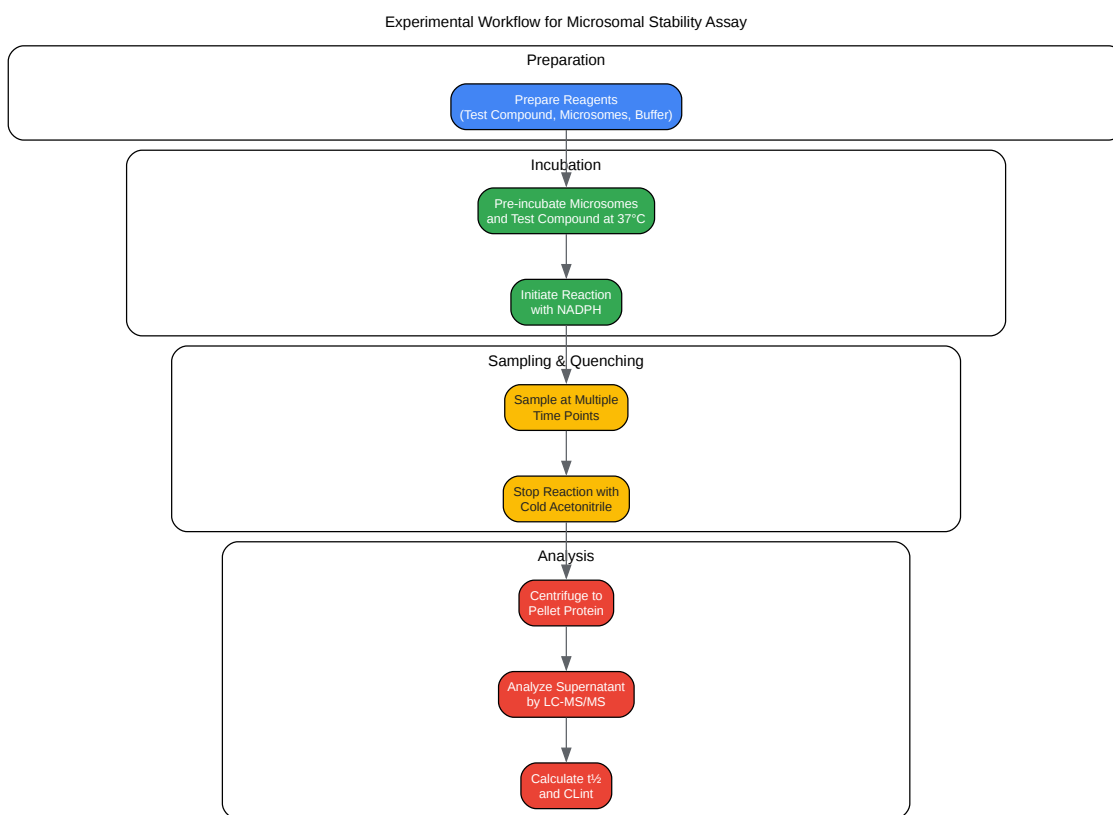 Experimental Workflow for Microsomal Stability Assay
Preparation
Prepare Reagents
(Test Compound, Microsomes, Buffer)
Incubation
Pre-incubate Microsomes
and Test Compound at 37°C
Initiate Reaction
with NADPH
Sampling & Quenching
Sample at Multiple
Time Points
Stop Reaction with
Cold Acetonitrile
Analysis
Centrifuge to
Pellet Protein
Analyze Supernatant
by LC-MS/MS
Calculate t½
and CLint